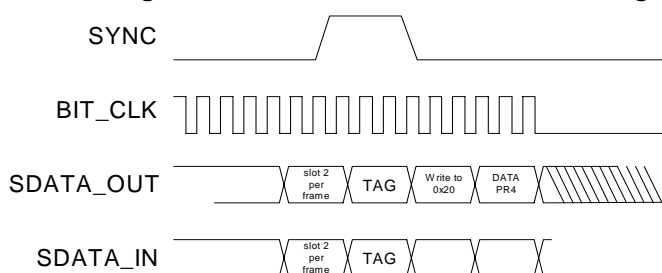 SYNC
BIT_CLK
SDATA_OUT
slot 2
per
frame
TAG
Write to
0x20
DATA
PR4
SDATA_IN
slot 2
per
frame
TAG